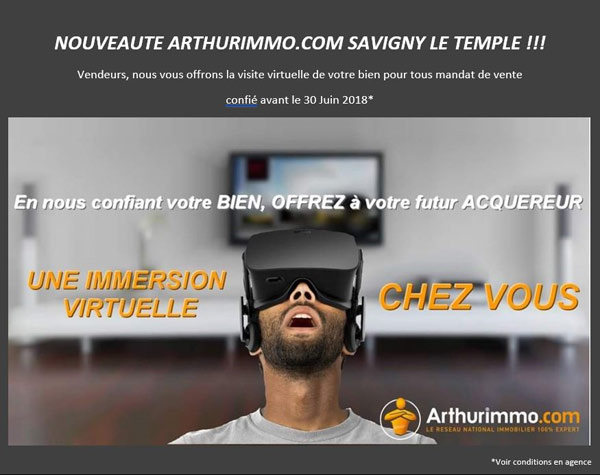 NOUVEAUTE ARTHURIMMO.COM SAVIGNY LE TEMPLE !!!
Vendeurs, nous vous offrons la visite virtuelle de votre bien pour tous mandat de vente
confié avant le 30 Juin 2018*
En nous confiant votre BIEN, OFFREZ à votre futur ACQUEREUR
UNE IMMERSION
VIRTUELLE
CHEZ VOUS
Arthurimmo.com
LE RESEAU NATIONAL IMMOBILIER 100% EXPERT
*Voir conditions en agence